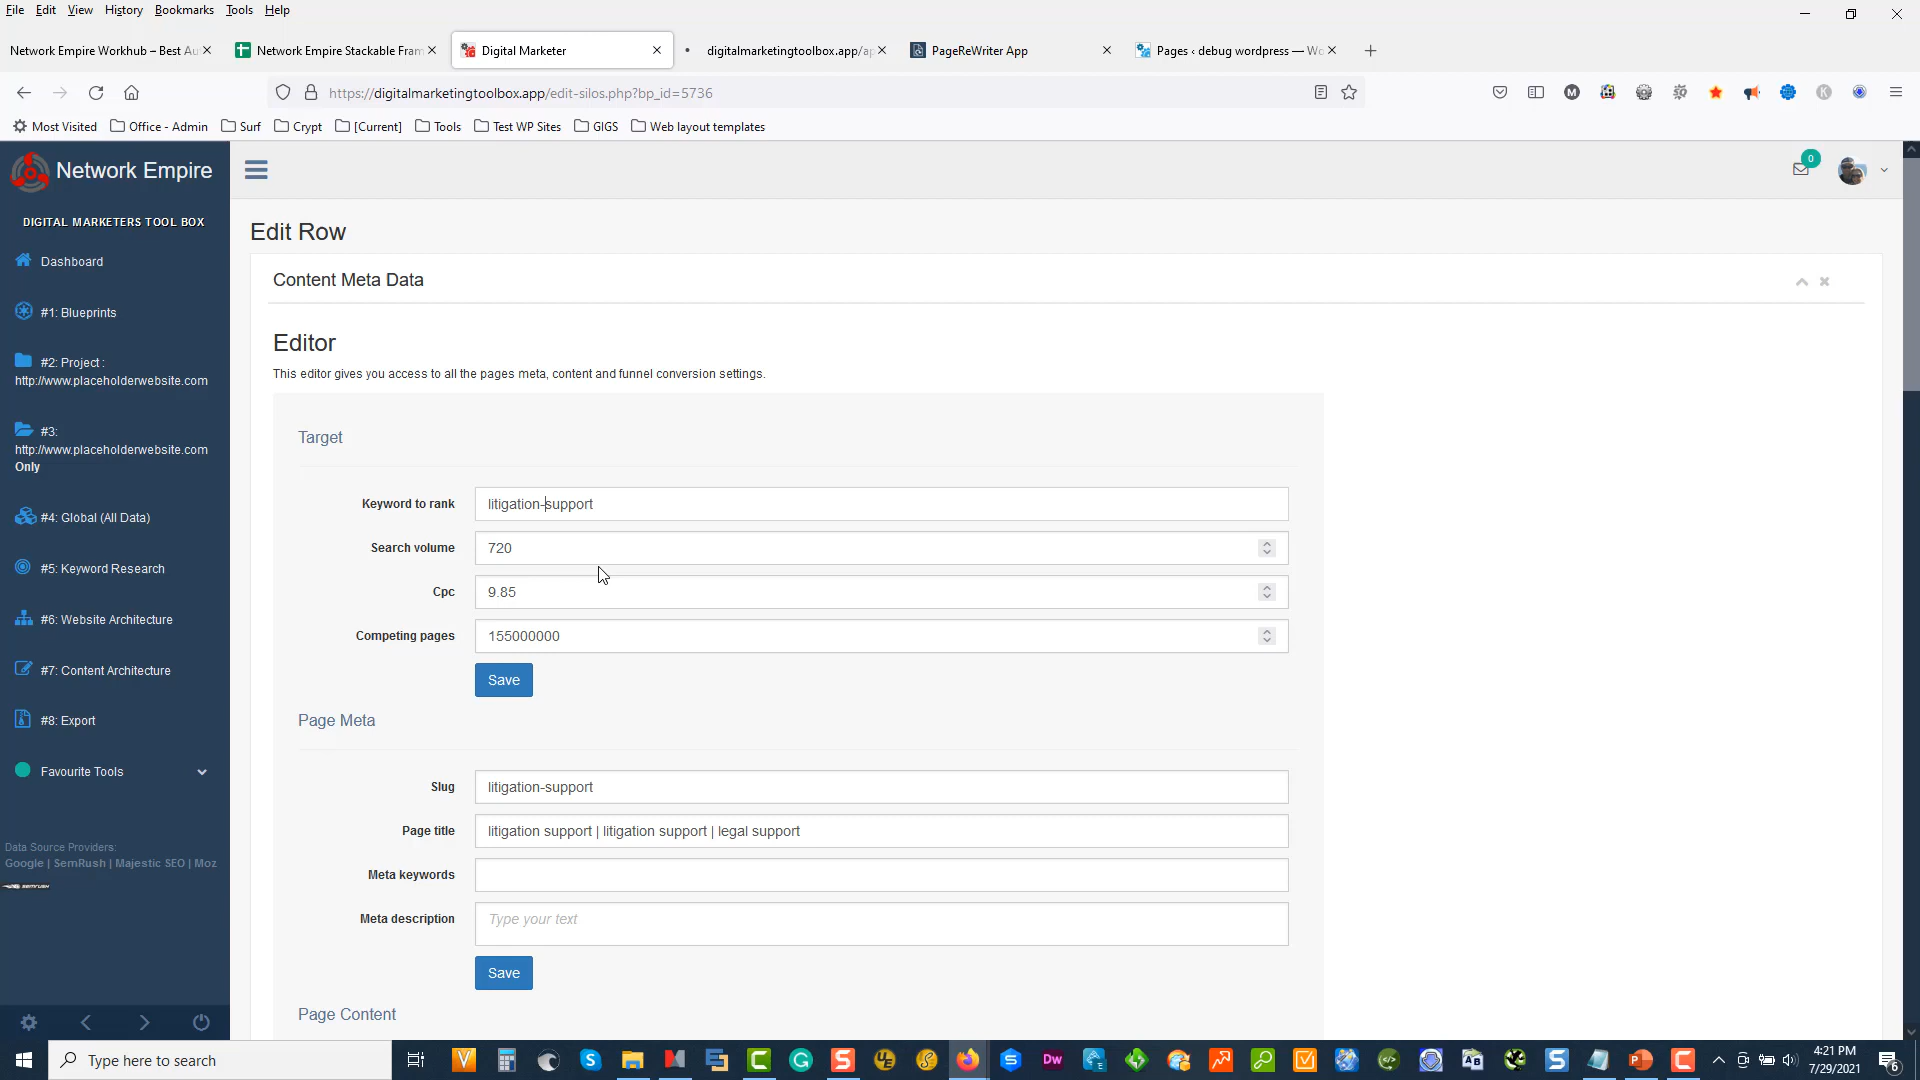 File Edit View History Bookmarks Tools Help
Network Empire Workhub – Best Au
Network Empire Stackable Fram
Digital Marketer
digitalmarketingtoolbox.app/ap
PageReWriter App
Pages ‹ debug wordpress — Wo
https://digitalmarketingtoolbox.app/edit-silos.php?bp_id=5736
Most Visited Office - Admin Surf Crypt [Current] Tools Test WP Sites GIGS Web layout templates
Network Empire
0
DIGITAL MARKETERS TOOL BOX
Dashboard
#1: Blueprints
#2: Project :
http://www.placeholderwebsite.com
#3:
http://www.placeholderwebsite.com
Only
#4: Global (All Data)
#5: Keyword Research
#6: Website Architecture
#7: Content Architecture
#8: Export
Favourite Tools
Data Source Providers:
Google | SemRush | Majestic SEO | Moz
Edit Row
Content Meta Data
Editor
This editor gives you access to all the pages meta, content and funnel conversion settings.
Target
Keyword to rank litigation-support
Search volume 720
Cpc 9.85
Competing pages 155000000
Save
Page Meta
Slug litigation-support
Page title litigation support | litigation support | legal support
Meta keywords
Meta description Type your text
Save
Page Content
Type here to search
4:21 PM
7/29/2021
6